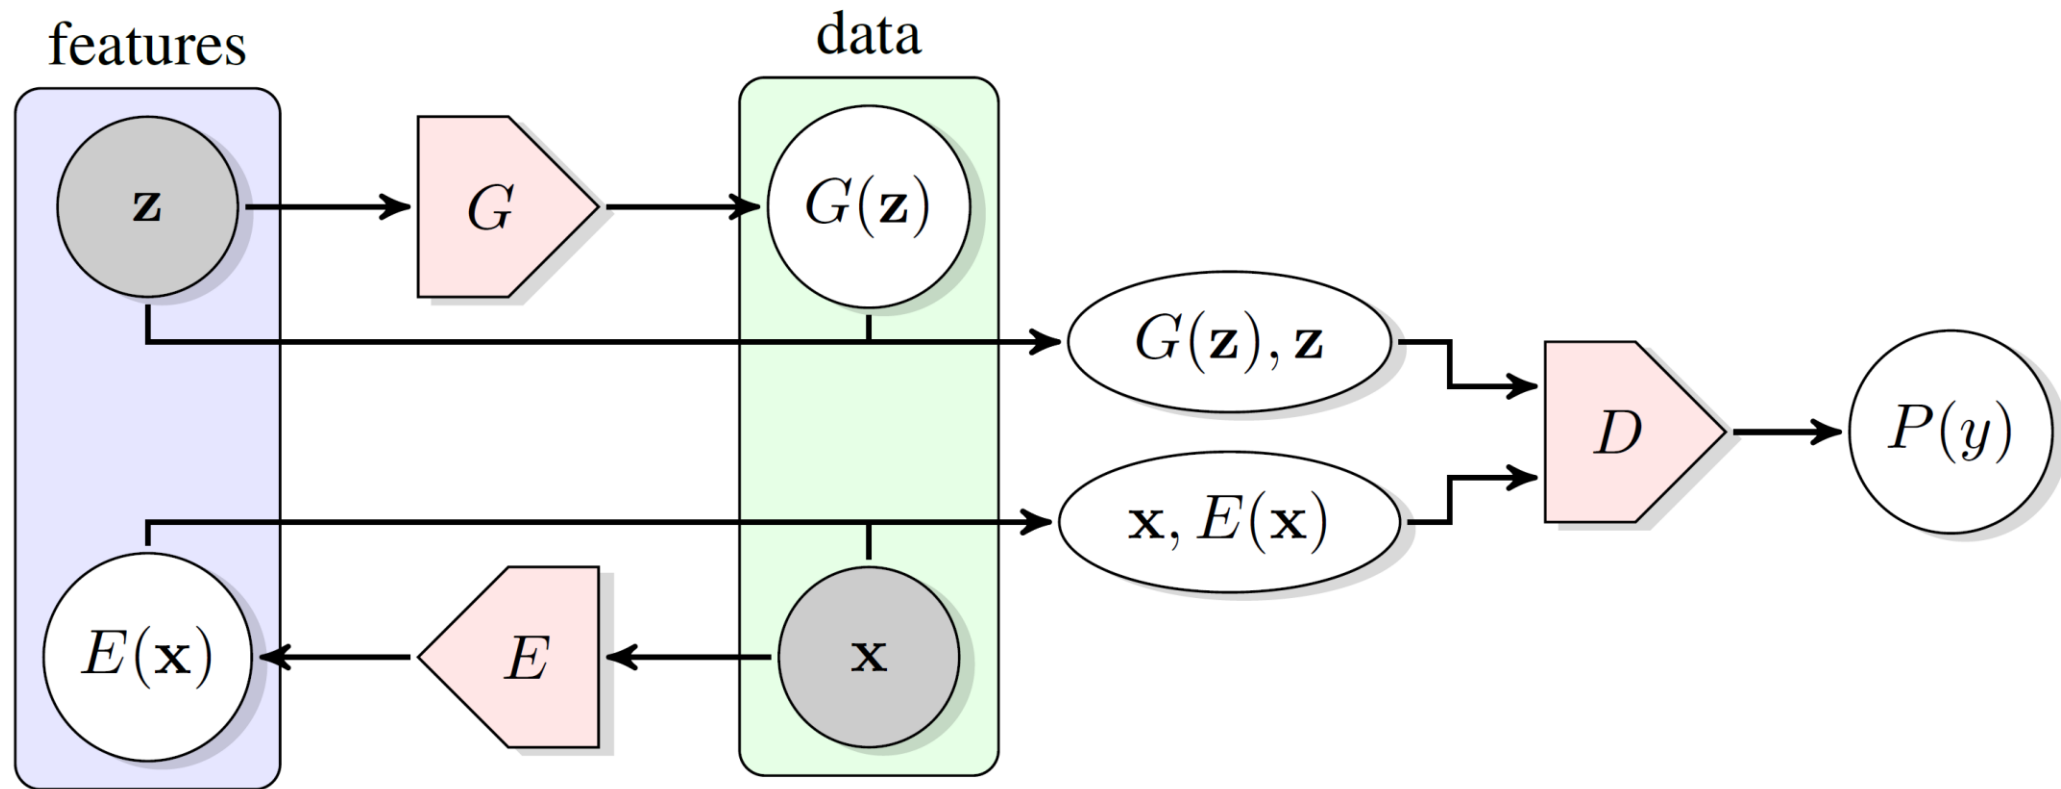 features
data
z
G
G(z)
G(z), z
D
P(y)
x, E(x)
E(x)
E
x